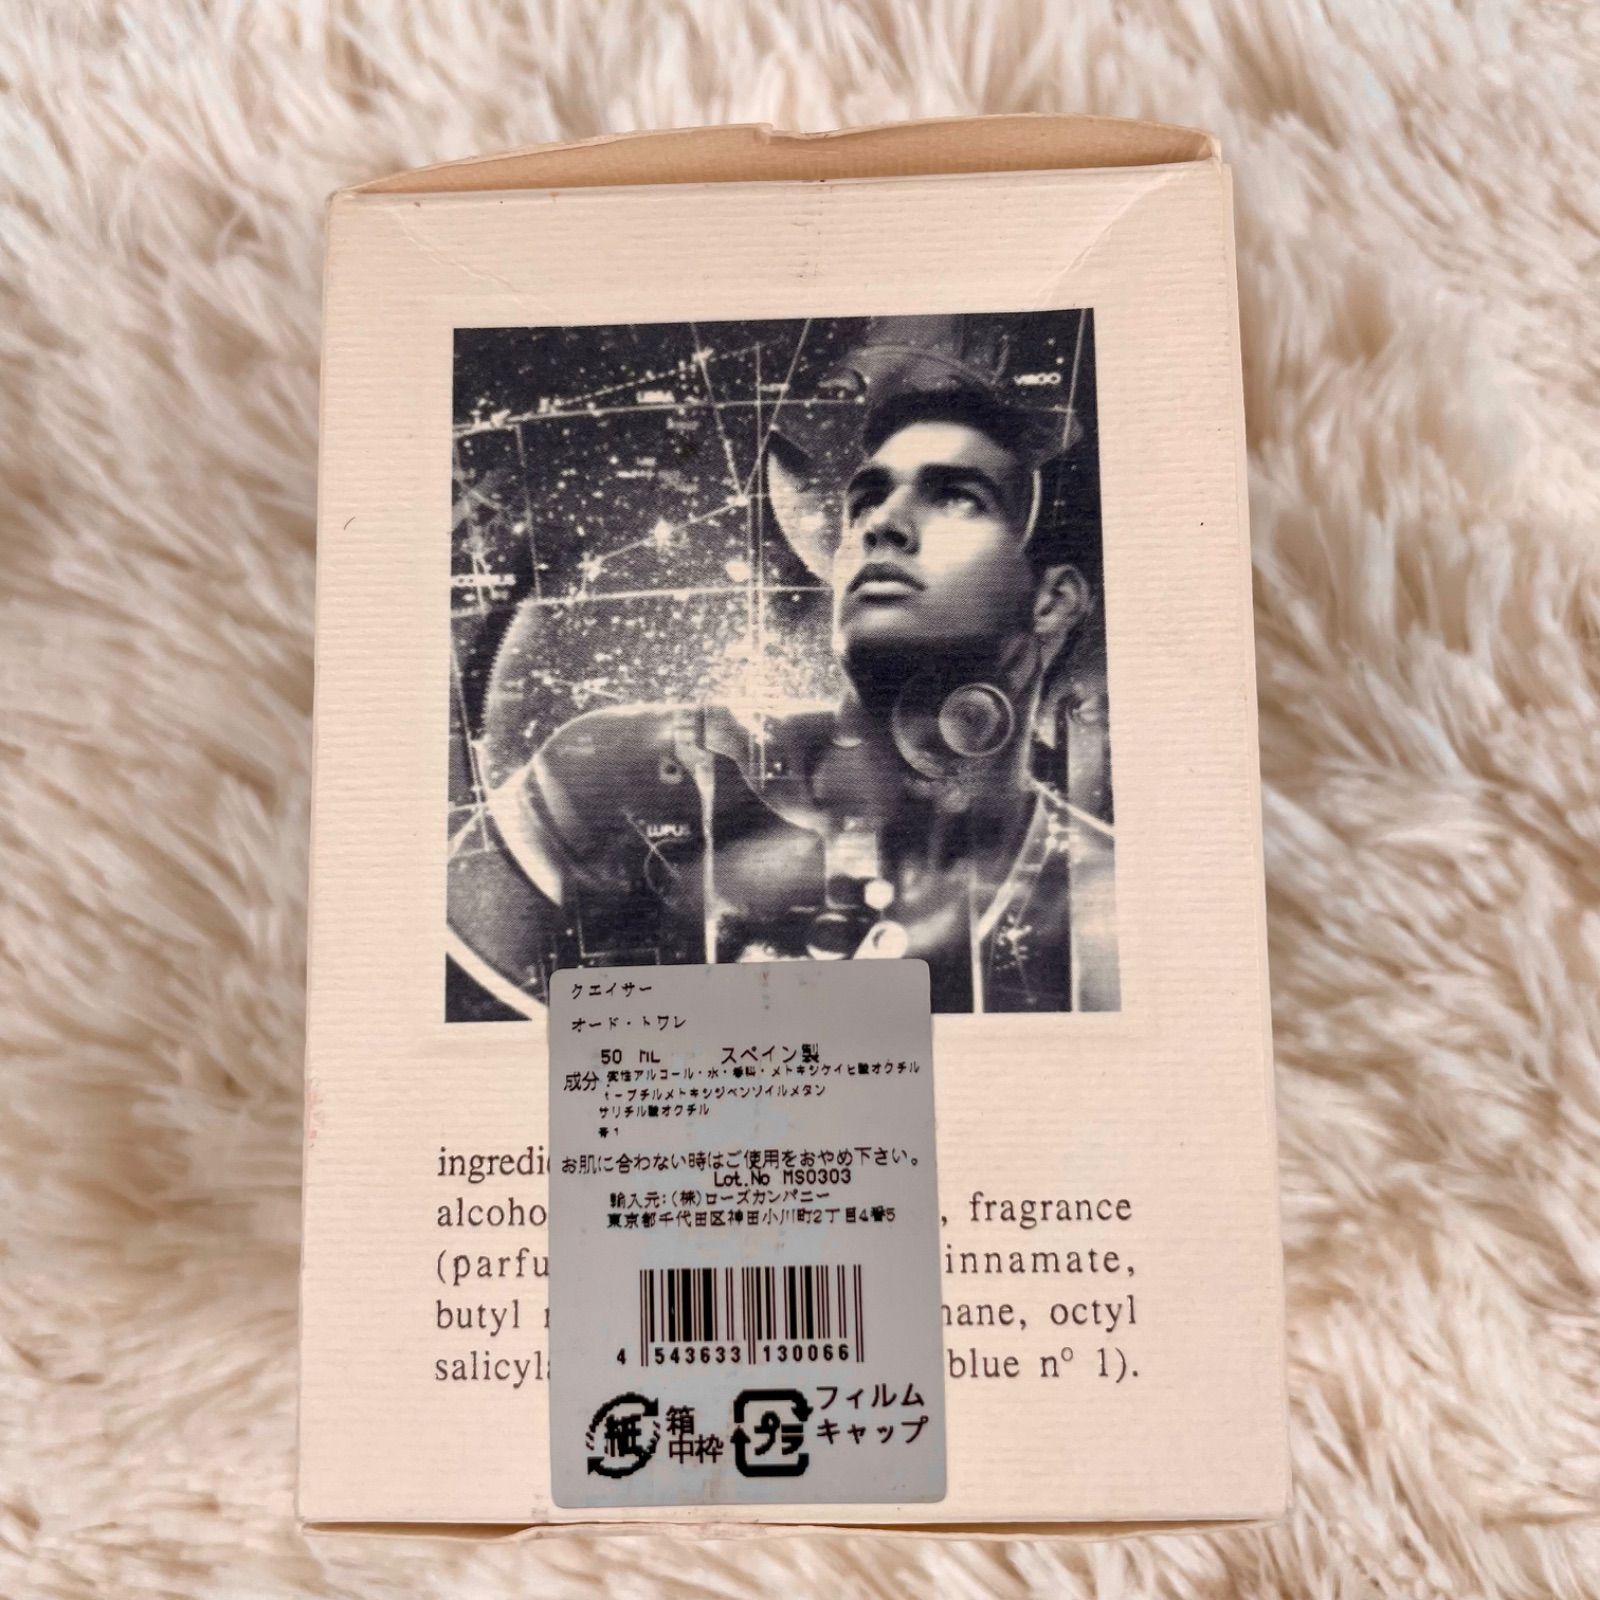 LIBRA
VIRGO
LUPUS
クエイサー
オード・トワレ
50 mL スペイン製
成分:変性アルコール・水・香料・メトキシケイヒ酸オクチル
t-ブチルメトキシジベンゾイルメタン
サリチル酸オクチル
青1
お肌に合わない時はご使用をおやめ下さい。
Lot.No MS0303
輸入元:(株)ローズカンパニー
東京都千代田区神田小川町2丁目4番5
4 543633 130066
紙 箱 中枠 プラ フィルム キャップ
ingredi
alcoho , fragrance
(parfu innamate,
butyl hane, octyl
salicyl blue nº 1).